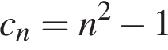 c_n = n^2 − 1